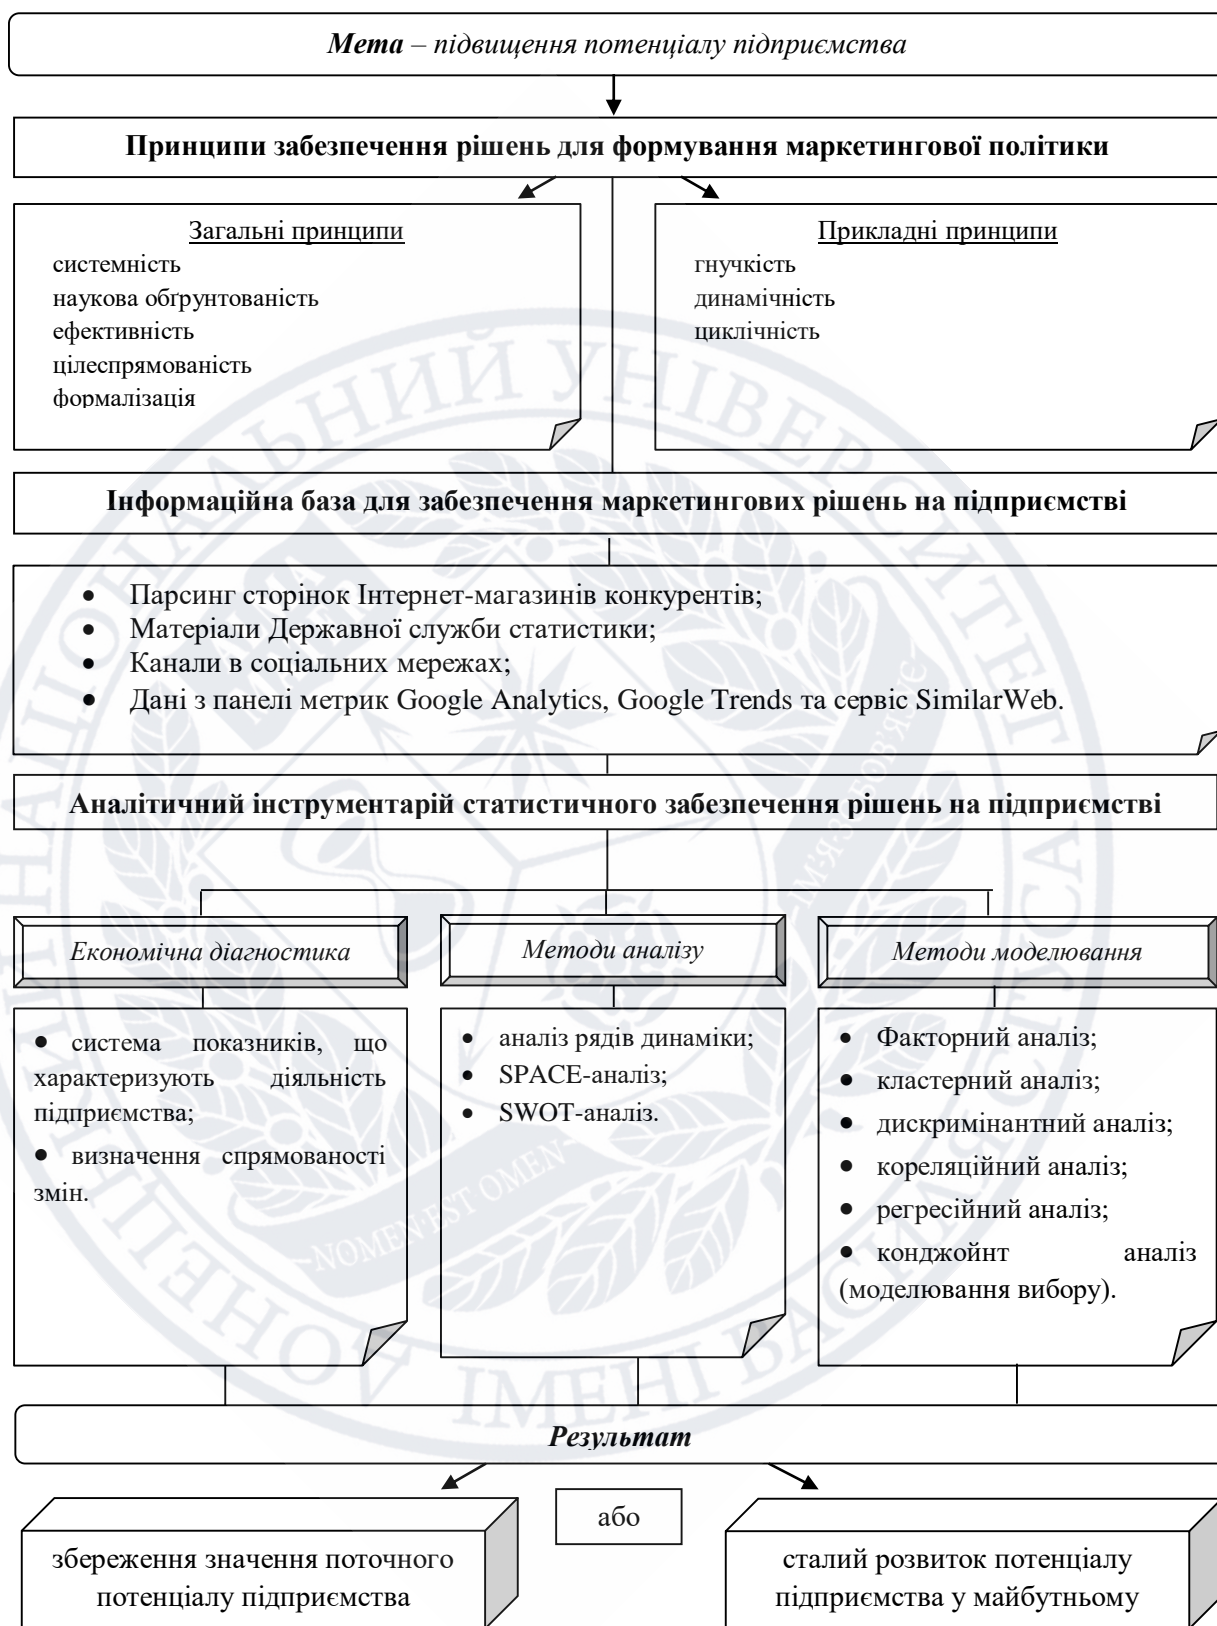 Мета – підвищення потенціалу підприємства
Принципи забезпечення рішень для формування маркетингової політики
Загальні принципи
системність
наукова обґрунтованість
ефективність
цілеспрямованість
формалізація
Прикладні принципи
гнучкість
динамічність
циклічність
Інформаційна база для забезпечення маркетингових рішень на підприємстві
• Парсинг сторінок Інтернет-магазинів конкурентів;
• Матеріали Державної служби статистики;
• Канали в соціальних мережах;
• Дані з панелі метрик Google Analytics, Google Trends та сервіс SimilarWeb.
Аналітичний інструментарій статистичного забезпечення рішень на підприємстві
Економічна діагностика
• система показників, що
характеризують діяльність
підприємства;
• визначення спрямованості
змін.
Методи аналізу
• аналіз рядів динаміки;
• SPACE-аналіз;
• SWOT-аналіз.
Методи моделювання
• Факторний аналіз;
• кластерний аналіз;
• дискримінантний аналіз;
• кореляційний аналіз;
• регресійний аналіз;
• конджойнт аналіз
(моделювання вибору).
Результат
збереження значення поточного
потенціалу підприємства
або
сталий розвиток потенціалу
підприємства у майбутньому
NOMEN EST OMEN